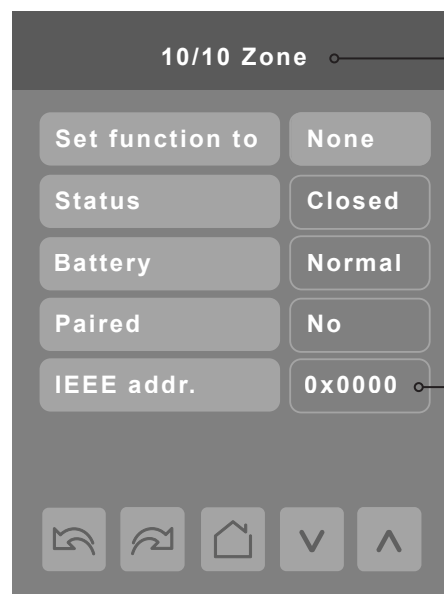 10/10 Zone
Set function to None
Status Closed
Battery Normal
Paired No
IEEE addr. 0x0000